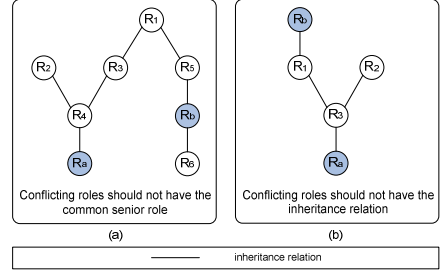 R1
Rb
R2
R3
R5
R1
R2
R4
Rb
R3
Ra
R6
Ra
Conflicting roles should not have the
common senior role
Conflicting roles should not have the
inheritance relation
(a)
(b)
inheritance relation